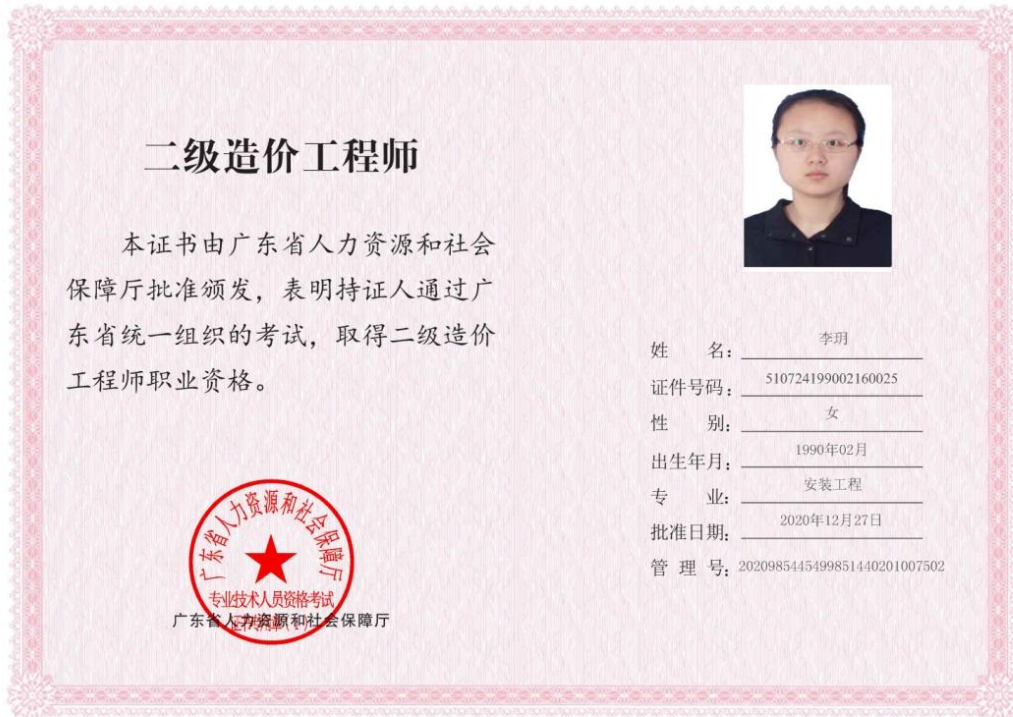 二级造价工程师
本证书由广东省人力资源和社会
保障厅批准颁发，表明持证人通过广
东省统一组织的考试，取得二级造价
工程师职业资格。
姓 名：李玥
证件号码：510724199002160025
性 别：女
出生年月：1990年02月
专 业：安装工程
批准日期：2020年12月27日
管 理 号：20209854454998514402010075​02
广东省人力资源和社会保障厅
专业技术人员资格考试
广东省人力资源和社会保障厅